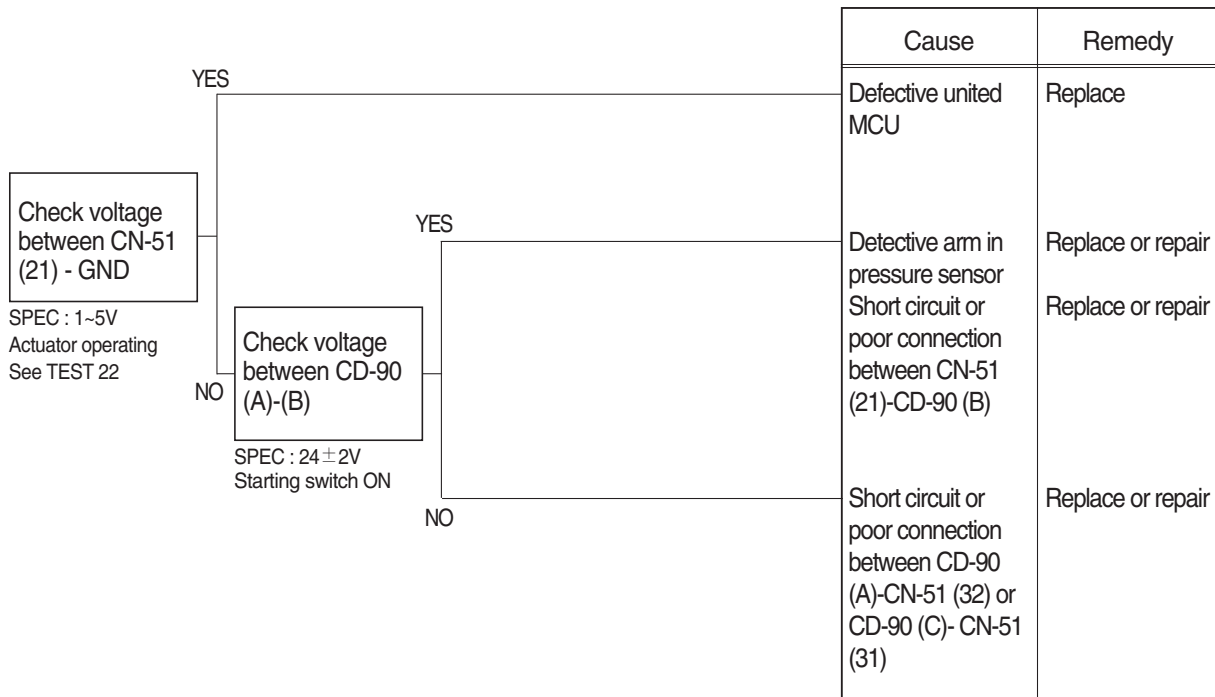 Cause Remedy
YES
Defective united Replace
MCU
Check voltage
between CN-51
(21) - GND
SPEC : 1~5V
Actuator operating
See TEST 22
YES
Detective arm in Replace or repair
pressure sensor
Short circuit or Replace or repair
poor connection
between CN-51
(21)-CD-90 (B)
NO
Check voltage
between CD-90
(A)-(B)
SPEC : 24±2V
Starting switch ON
NO
Short circuit or Replace or repair
poor connection
between CD-90
(A)-CN-51 (32) or
CD-90 (C)- CN-51
(31)